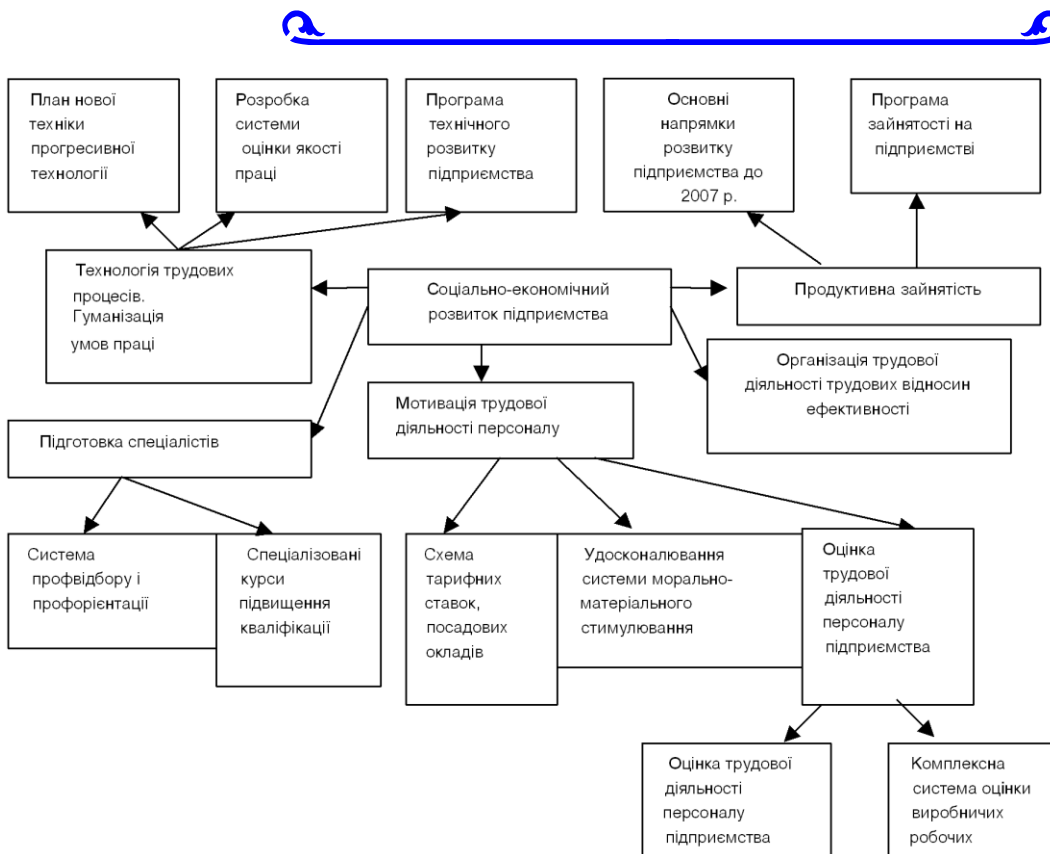 План нової
техніки
прогресивної
технології
Розробка
системи
оцінки якості
праці
Програма
технічного
розвитку
підприємства
Основні
напрямки
розвитку
підприємства до
2007 р.
Програма
зайнятості на
підприємстві
Технологія трудових
процесів.
Гуманізація
умов праці
Соціально-економічний
розвиток підприємства
Продуктивна зайнятість
Організація трудової
діяльності трудових відносин
ефективності
Мотивація трудової
діяльності персоналу
Підготовка спеціалістів
Система
профвідбору і
профорієнтації
Спеціалізовані
курси
підвищення
кваліфікації
Схема
тарифних
ставок,
посадових
окладів
Удосконалювання
системи морально-
матеріального
стимулювання
Оцінка
трудової
діяльності
персоналу
підприємства
Оцінка трудової
діяльності
персоналу
підприємства
Комплексна
система оцінки
виробничих
робочих